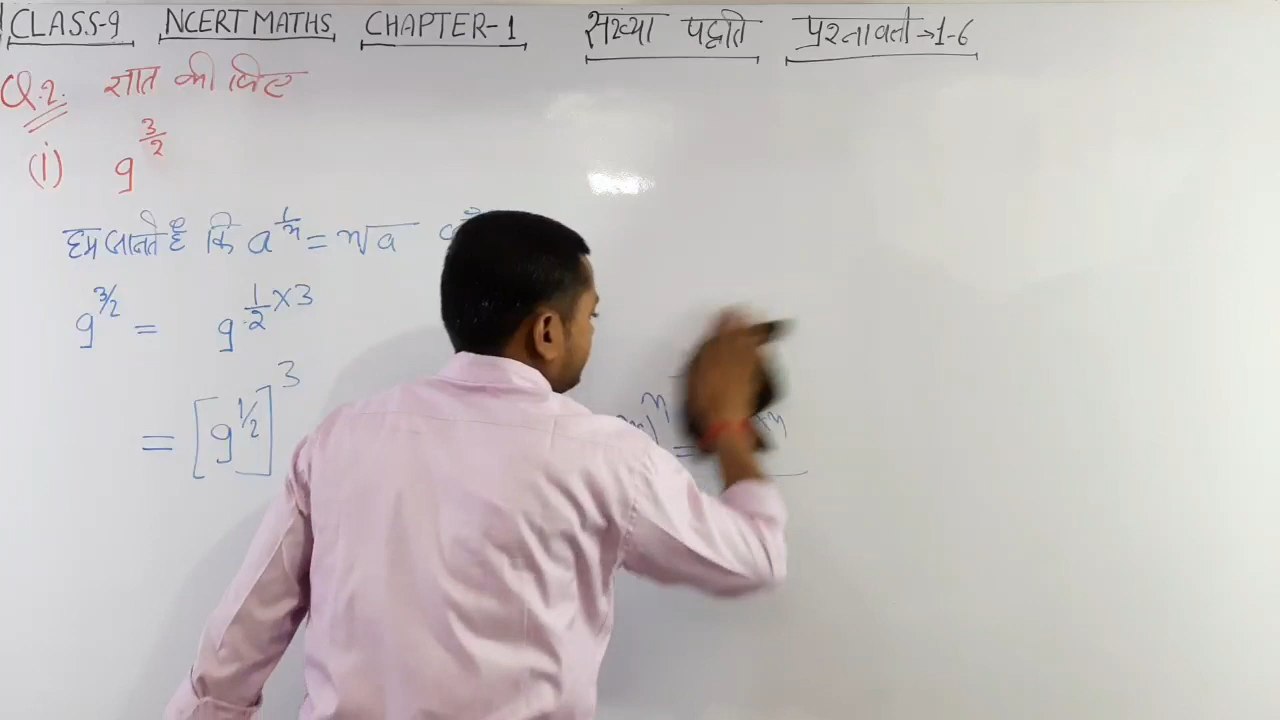 CLASS-9 NCERT MATHS CHAPTER-1 संख्या पद्धति प्रश्नावली→1-6
Q.2. ज्ञात कीजिए
(i) 9^(3/2)
हम जानते है कि a^(1/n) = n√a
9^(3/2) = 9^(1/2 × 3)
= [9^(1/2)]^3